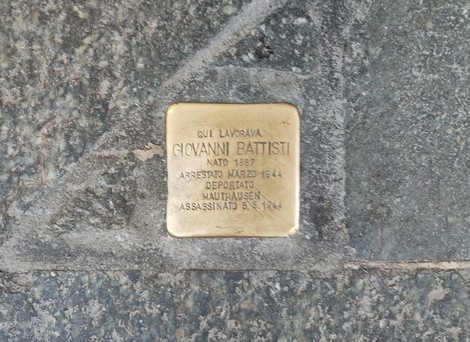 QUI LAVORAVA
GIOVANNI BATTISTI
NATO 1887
ARRESTATO MARZO 1944
DEPORTATO
MAUTHAUSEN
ASSASSINATO 5.5.1944